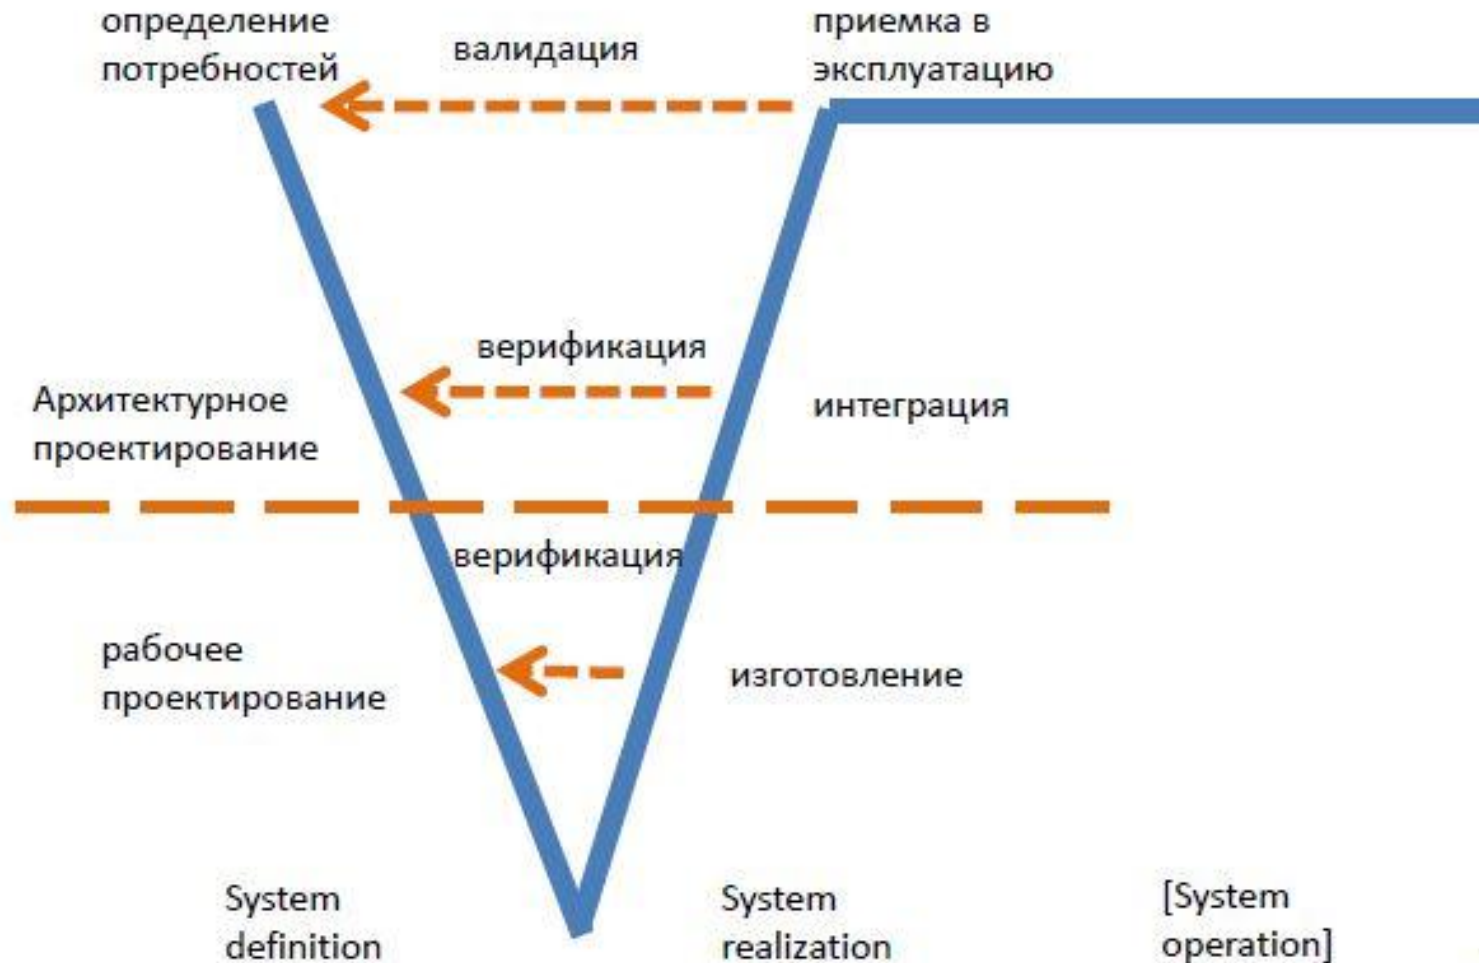 определение
потребностей
валидация
приемка в
эксплуатацию
верификация
Архитектурное
проектирование
интеграция
верификация
рабочее
проектирование
изготовление
System
definition
System
realization
[System
operation]